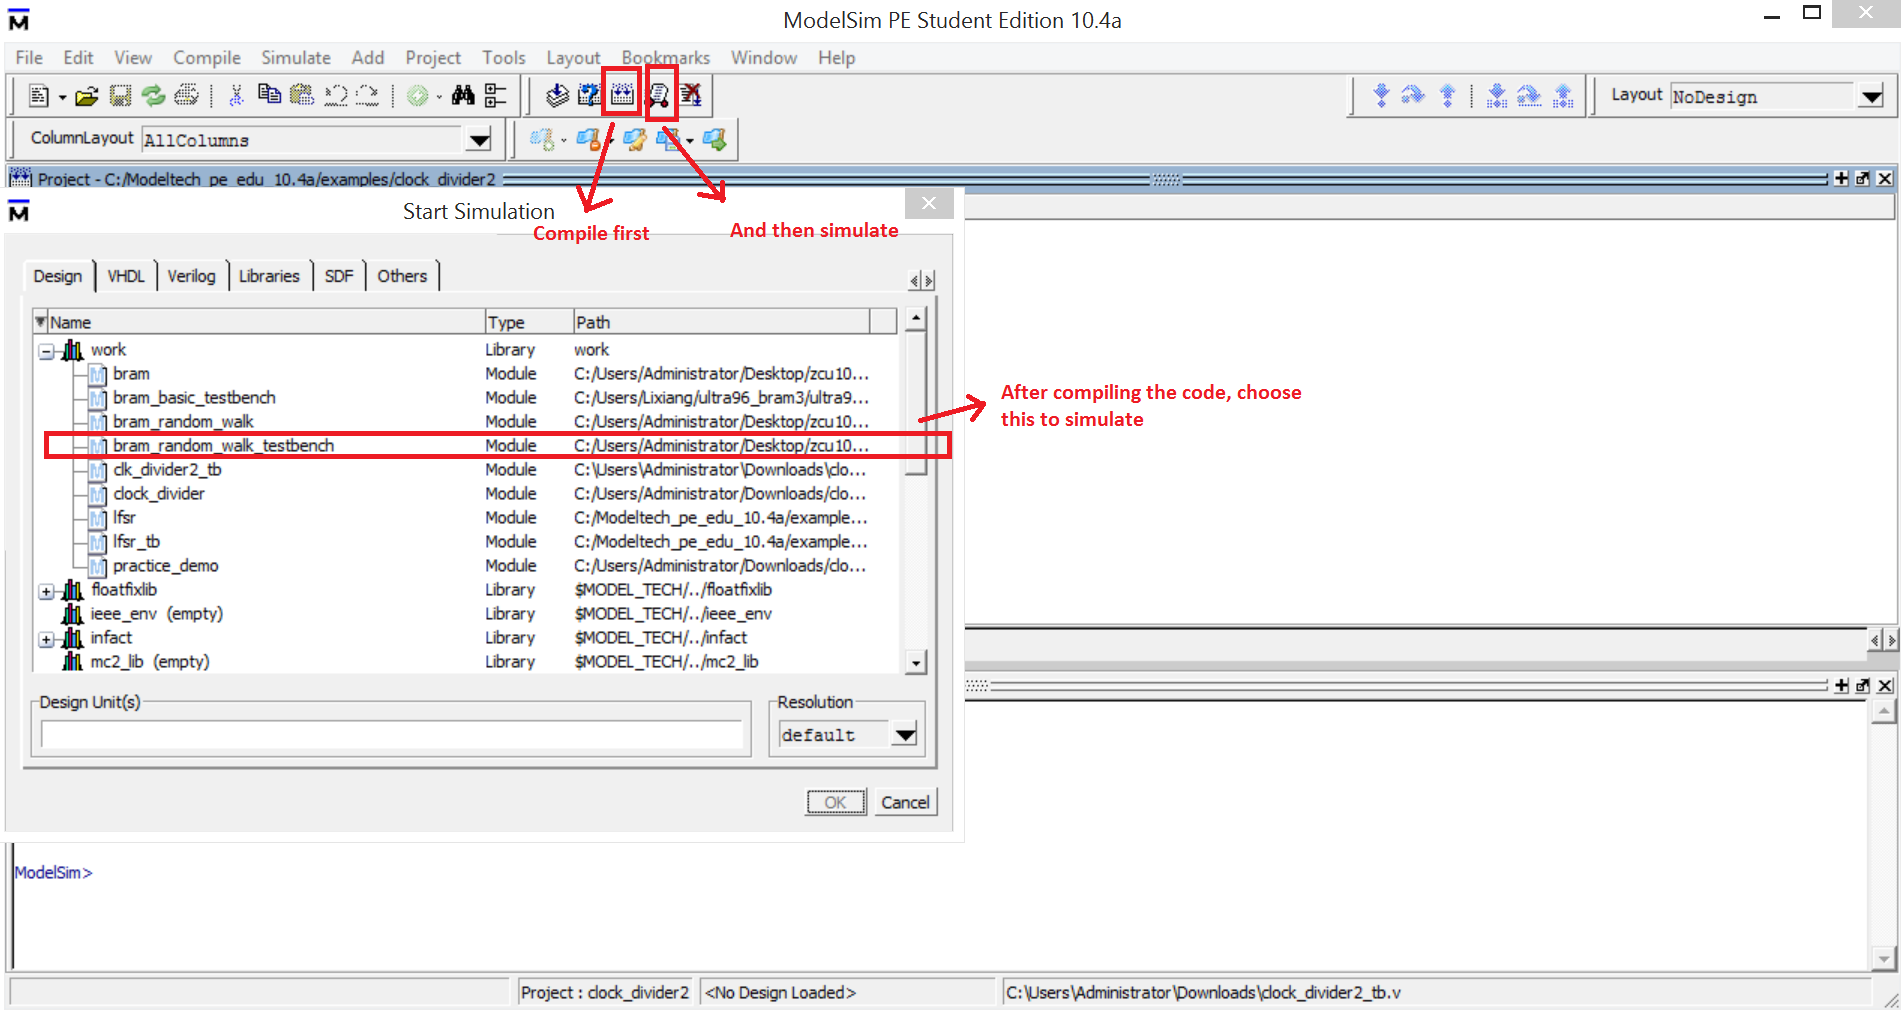 ModelSim PE Student Edition 10.4a
File Edit View Compile Simulate Add Project Tools Layout Bookmarks Window Help
Layout NoDesign
ColumnLayout AllColumns
Project - C:/Modeltech_pe_edu_10.4a/examples/clock_divider2
Start Simulation
Compile first
And then simulate
Design VHDL Verilog Libraries SDF Others
Name Type Path
work Library work
bram Module C:/Users/Administrator/Desktop/zcu10...
bram_basic_testbench Module C:/Users/Lixiang/ultra96_bram3/ultra9...
bram_random_walk Module C:/Users/Administrator/Desktop/zcu10...
bram_random_walk_testbench Module C:/Users/Administrator/Desktop/zcu10...
clk_divider2_tb Module C:\Users\Administrator\Downloads\clo...
clock_divider Module C:/Users/Administrator/Downloads/clo...
lfsr Module C:/Modeltech_pe_edu_10.4a/example...
lfsr_tb Module C:/Modeltech_pe_edu_10.4a/example...
practice_demo Module C:/Users/Administrator/Downloads/clo...
floatfixlib Library $MODEL_TECH/../floatfixlib
ieee_env (empty) Library $MODEL_TECH/../ieee_env
infact Library $MODEL_TECH/../infact
mc2_lib (empty) Library $MODEL_TECH/../mc2_lib
After compiling the code, choose
this to simulate
Design Unit(s)
Resolution
default
OK Cancel
ModelSim>
Project : clock_divider2 <No Design Loaded> C:\Users\Administrator\Downloads\clock_divider2_tb.v